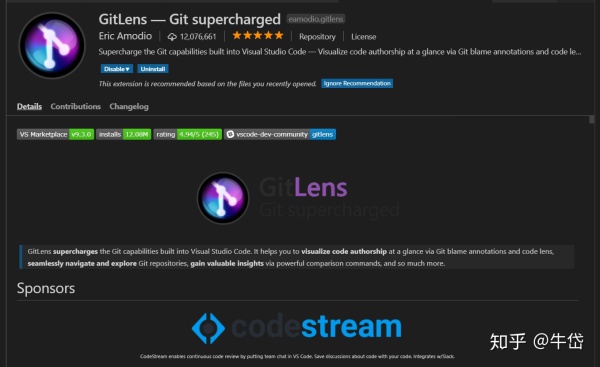 GitLens — Git supercharged eamodio.gitlens
Eric Amodio 12,076,661 Repository License
Supercharge the Git capabilities built into Visual Studio Code — Visualize code authorship at a glance via Git blame annotations and code le...
Disable Uninstall
This extension is recommended based on the files you recently opened. Ignore Recommendation
Details Contributions Changelog
VS Marketplace v9.3.0 installs 12.08M rating 4.94/5 (245) vscode-dev-community gitlens
GitLens
Git supercharged
GitLens supercharges the Git capabilities built into Visual Studio Code. It helps you to visualize code authorship at a glance via Git blame annotations and code lens,
seamlessly navigate and explore Git repositories, gain valuable insights via powerful comparison commands, and so much more.
Sponsors
codestream
CodeStream enables continuous code review by putting team chat in VS Code. Save discussions about code with your code. Integrates w/Slack.
知乎 @牛岱